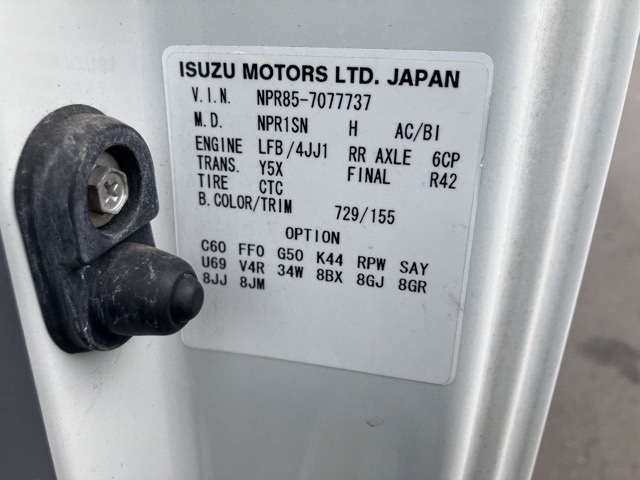 ISUZU MOTORS LTD. JAPAN
V.I.N. NPR85-7077737
M.D. NPR1SN H AC/BI
ENGINE LFB/4JJ1 RR AXLE 6CP
TRANS. Y5X FINAL R42
TIRE CTC
B.COLOR/TRIM 729/155
OPTION
C60 FF0 G50 K44 RPW SAY
U69 V4R 34W 8BX 8GJ 8GR
8JJ 8JM